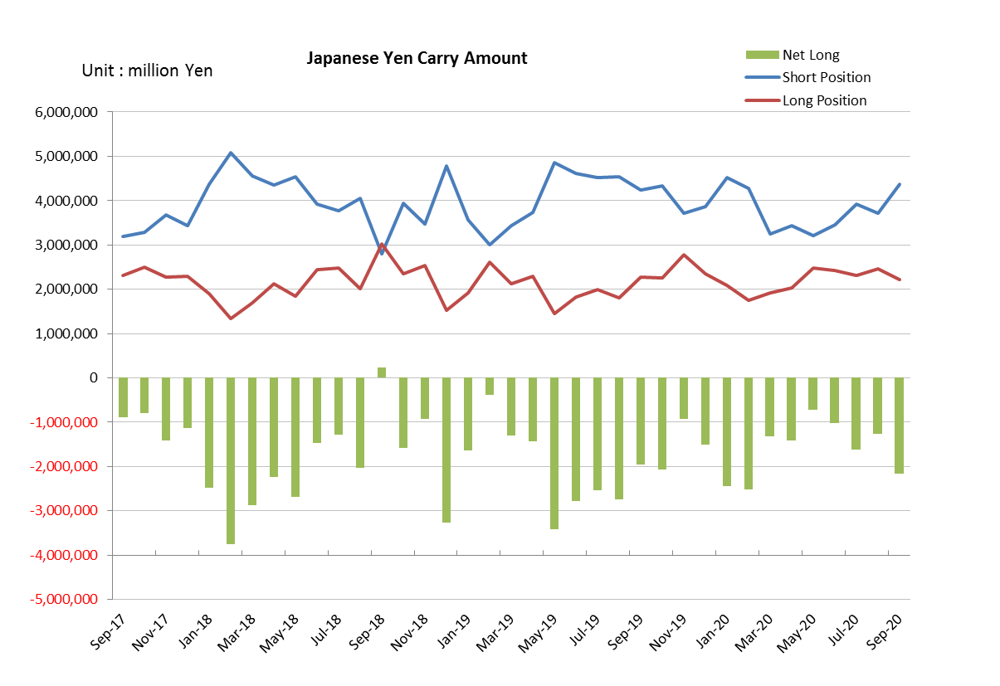 Japanese Yen Carry Amount
Unit : million Yen
Net Long
Short Position
Long Position
6,000,000
5,000,000
4,000,000
3,000,000
2,000,000
1,000,000
0
-1,000,000
-2,000,000
-3,000,000
-4,000,000
-5,000,000
Sep-17
Nov-17
Jan-18
Mar-18
May-18
Jul-18
Sep-18
Nov-18
Jan-19
Mar-19
May-19
Jul-19
Sep-19
Nov-19
Jan-20
Mar-20
May-20
Jul-20
Sep-20